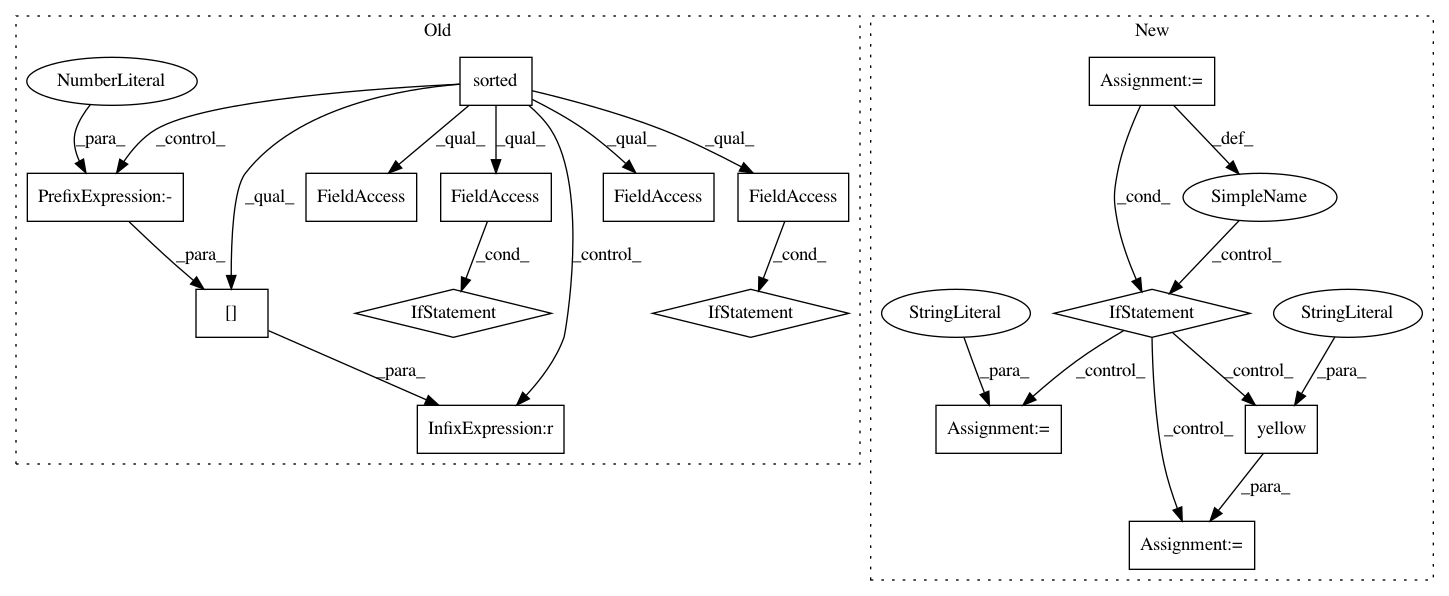 Old
New
NumberLiteral
sorted
Assignment:=
_para_
_control_
_qual_
_qual_
_qual_
_qual_
_def_
PrefixExpression:-
FieldAccess
FieldAccess
FieldAccess
FieldAccess
_qual_
_cond_
SimpleName
_para_
_cond_
_control_
_cond_
_control_
[]
IfStatement
IfStatement
StringLiteral
IfStatement
StringLiteral
_para_
_para_
_control_
_control_
_para_
InfixExpression:r
Assignment:=
_control_
yellow
_para_
Assignment:=